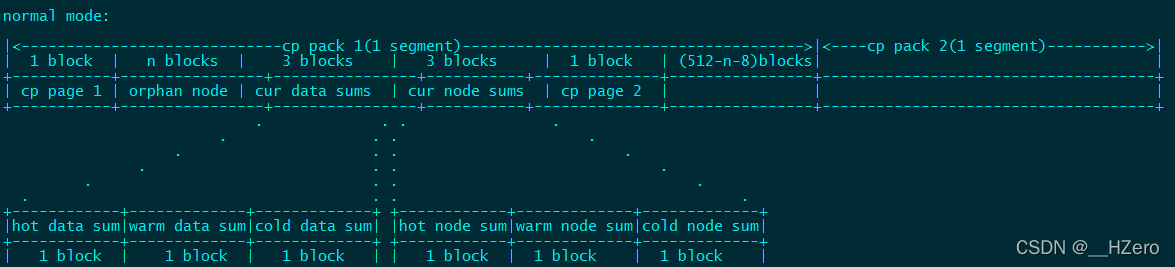 normal mode:
|<-----------------------------cp pack 1(1 segment)-------------------------------------->|<----cp pack 2(1 segment)----------->|
| 1 block | n blocks | 3 blocks | 3 blocks | 1 block | (512-n-8)blocks|
| cp page 1 | orphan node | cur data sums | cur node sums | cp page 2 | | |
|hot data sum|warm data sum|cold data sum| |hot node sum|warm node sum|cold node sum|
| 1 block | 1 block | 1 block | | 1 block | 1 block | 1 block |
CSDN @__HZero